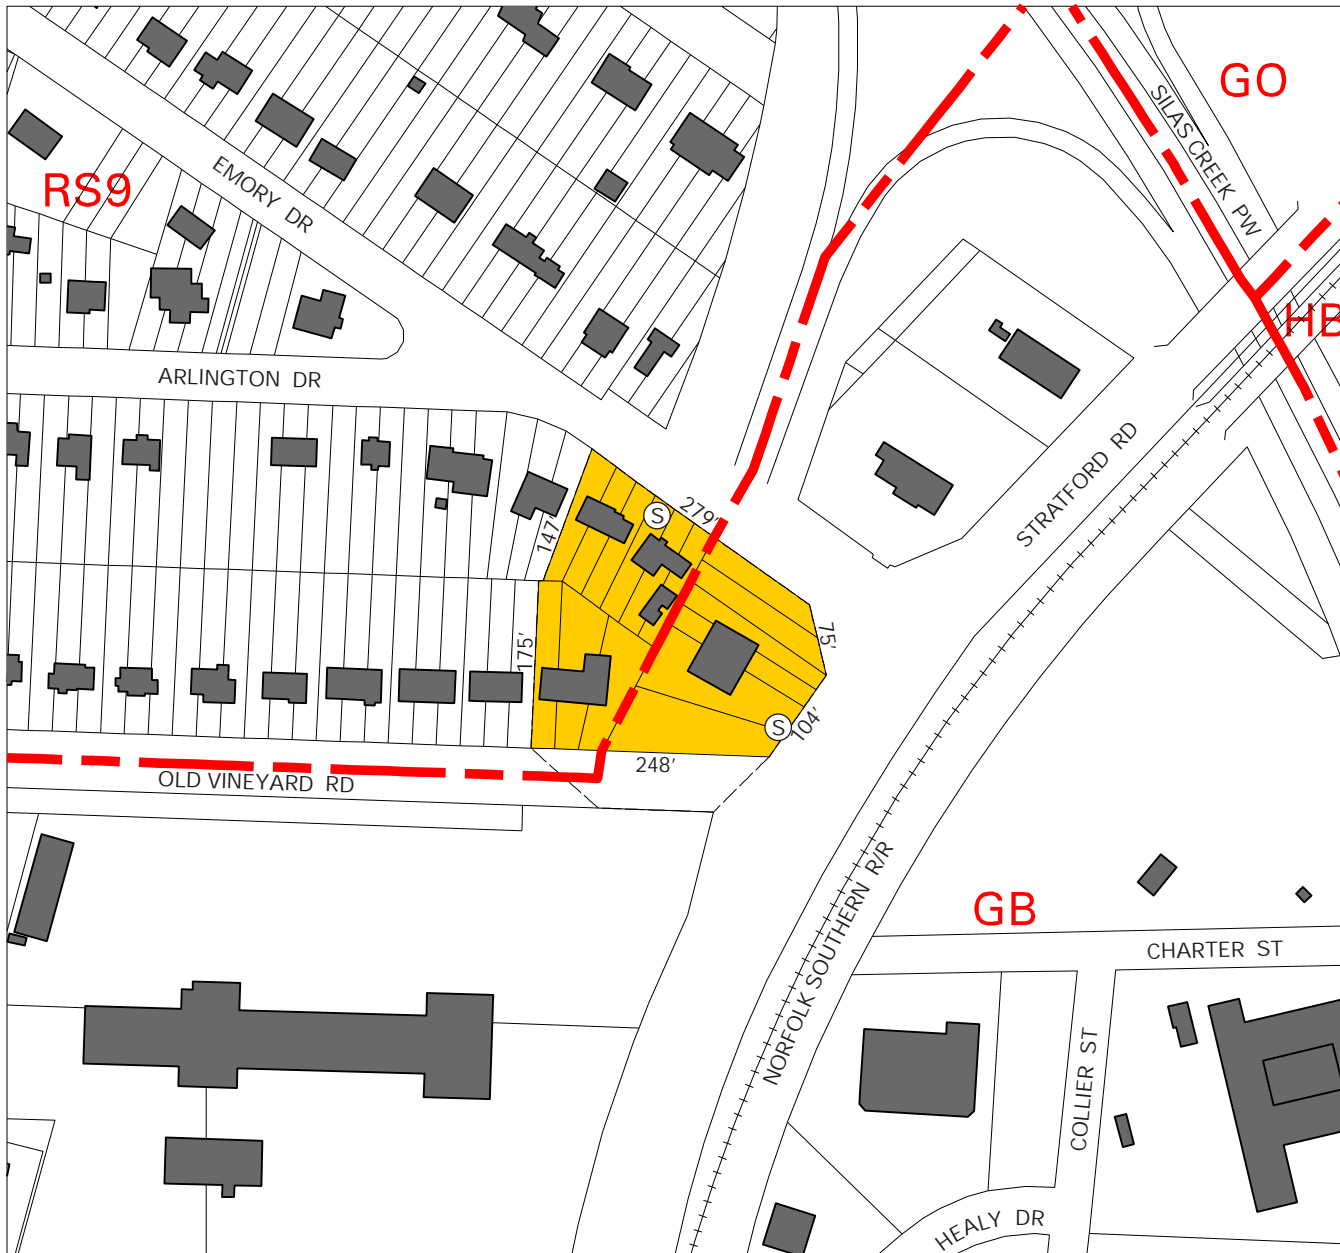 GO
SILAS CREEK PW
EMORY DR
RS9
HB
ARLINGTON DR
STRATFORD RD
S
279'
147'
75'
175'
S
104'
248'
OLD VINEYARD RD
NORFOLK SOUTHERN R/R
GB
CHARTER ST
COLLIER ST
HEALY DR